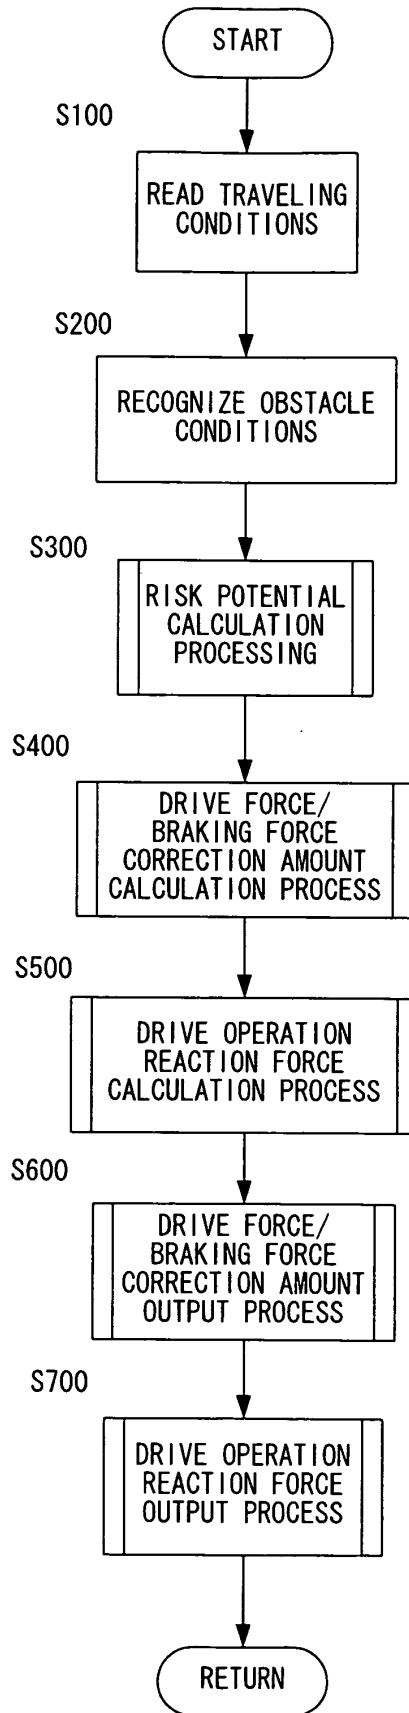 START
S100
READ TRAVELING
CONDITIONS
S200
RECOGNIZE OBSTACLE
CONDITIONS
S300
RISK POTENTIAL
CALCULATION
PROCESSING
S400
DRIVE FORCE/
BRAKING FORCE
CORRECTION AMOUNT
CALCULATION PROCESS
S500
DRIVE OPERATION
REACTION FORCE
CALCULATION PROCESS
S600
DRIVE FORCE/
BRAKING FORCE
CORRECTION AMOUNT
OUTPUT PROCESS
S700
DRIVE OPERATION
REACTION FORCE
OUTPUT PROCESS
RETURN